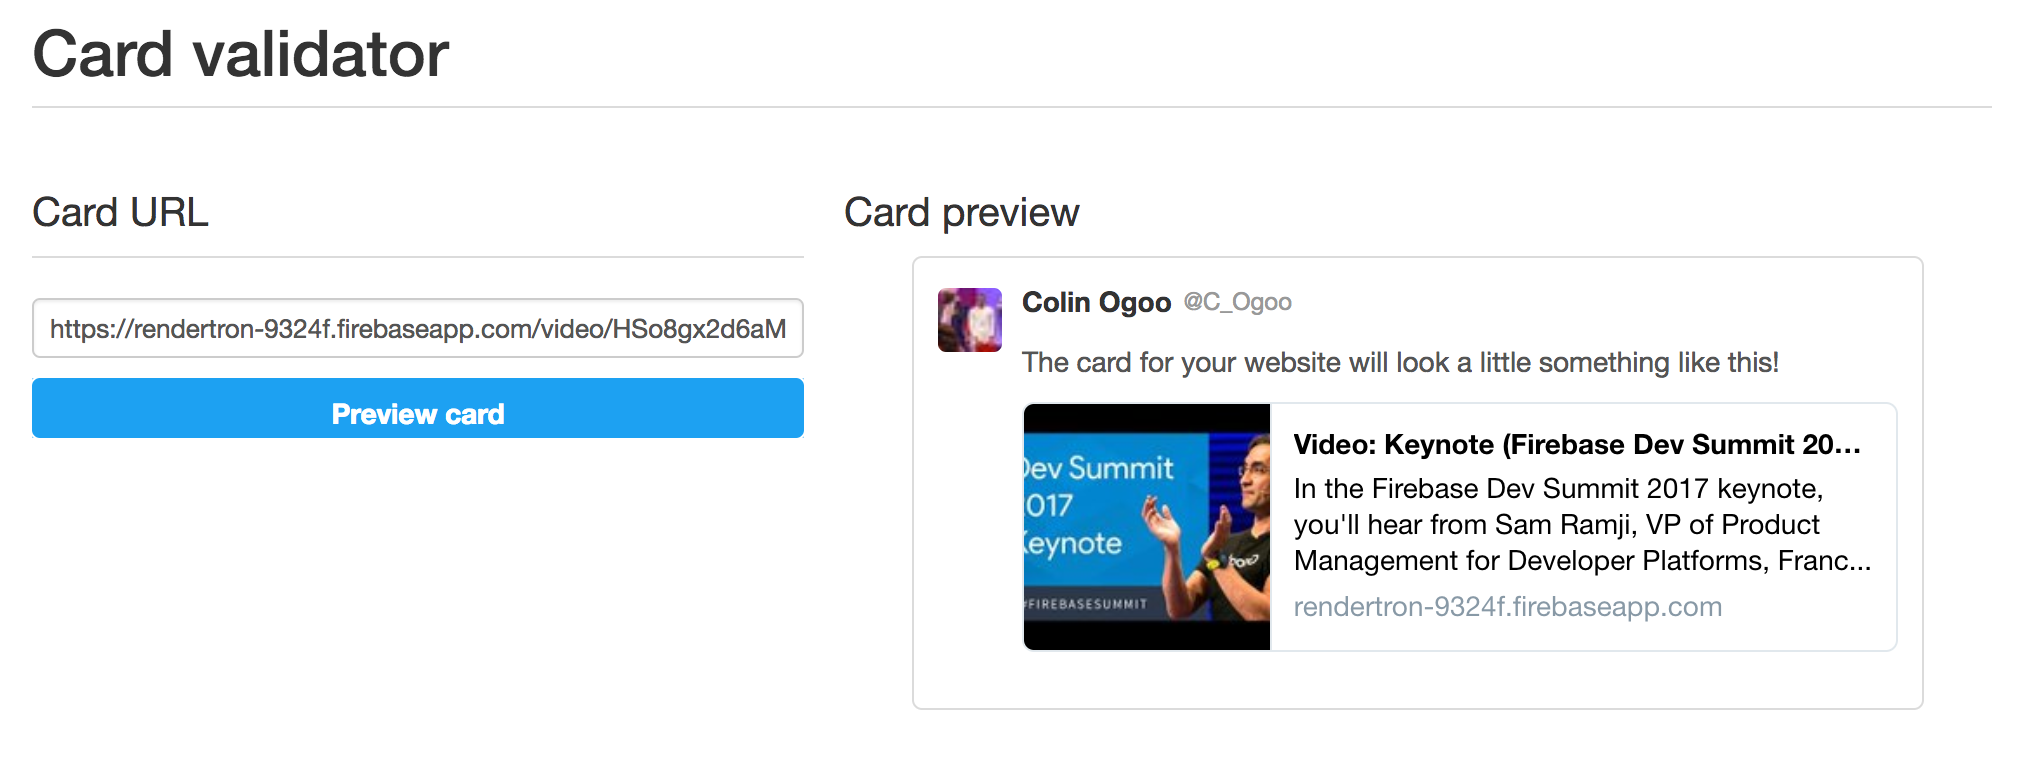 Card validator
Card URL
https://rendertron-9324f.firebaseapp.com/video/HSo8gx2d6aM
Preview card
Card preview
Colin Ogoo @C_Ogoo
The card for your website will look a little something like this!
Dev Summit
2017
Keynote
#FIREBASESUMMIT
Video: Keynote (Firebase Dev Summit 20...
In the Firebase Dev Summit 2017 keynote,
you'll hear from Sam Ramji, VP of Product
Management for Developer Platforms, Franc...
rendertron-9324f.firebaseapp.com